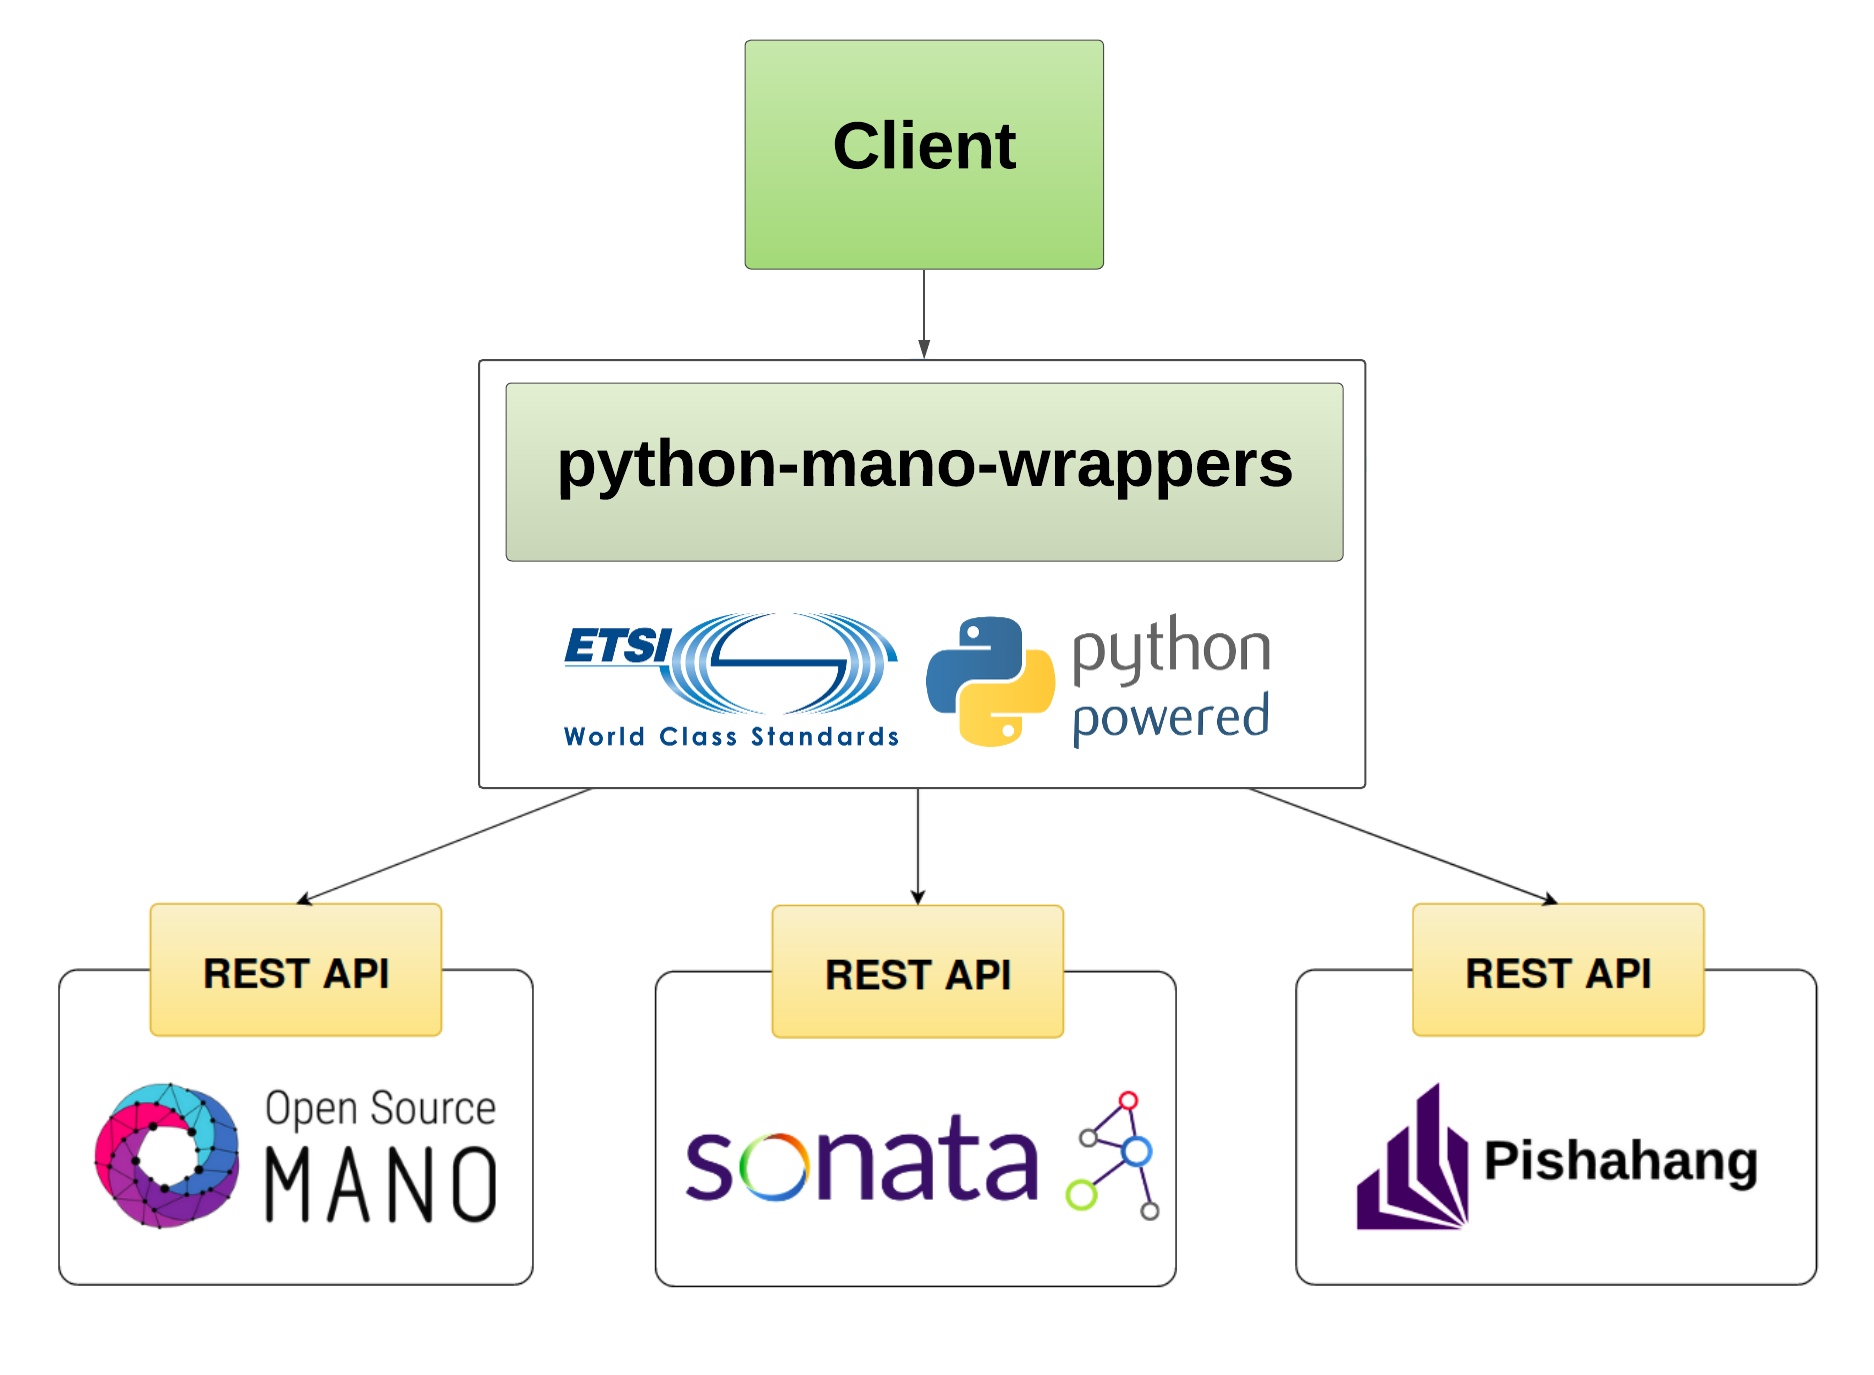 Client
python-mano-wrappers
ETSI
World Class Standards
python
powered
REST API
REST API
REST API
Open Source
MANO
sonata
Pishahang